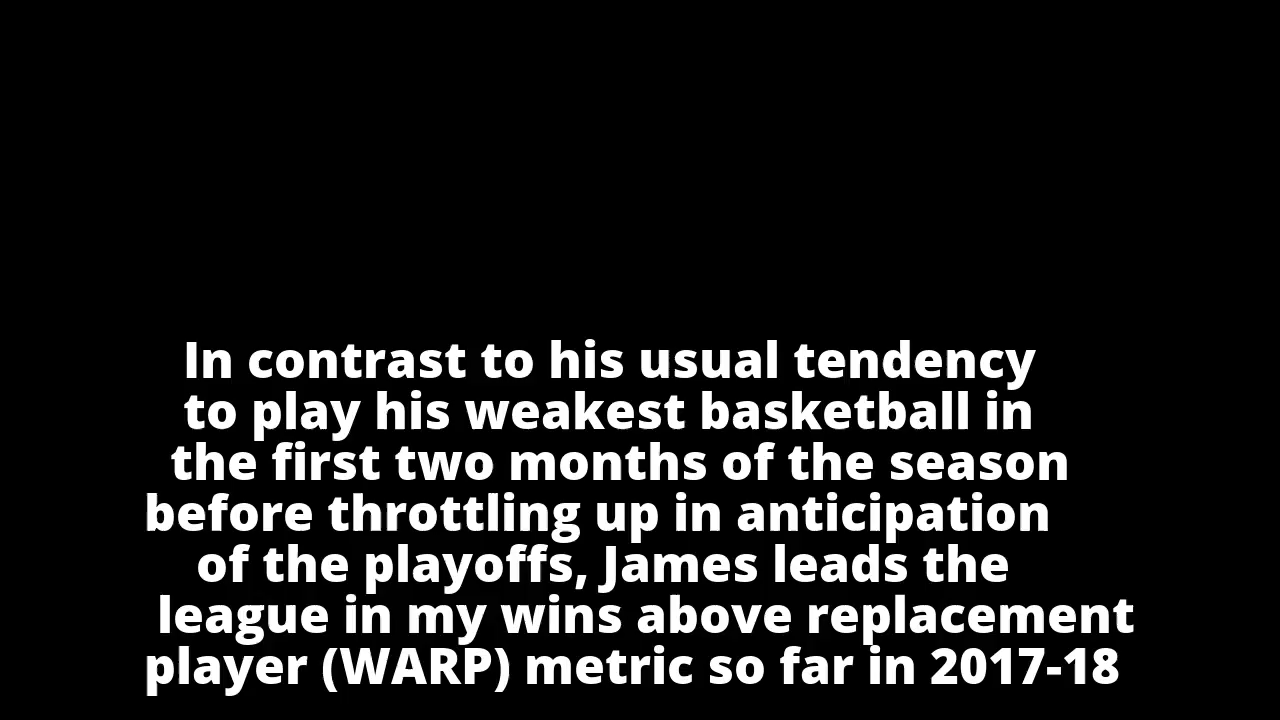 In contrast to his usual tendency
to play his weakest basketball in
the first two months of the season
before throttling up in anticipation
of the playoffs, James leads the
league in my wins above replacement
player (WARP) metric so far in 2017-18